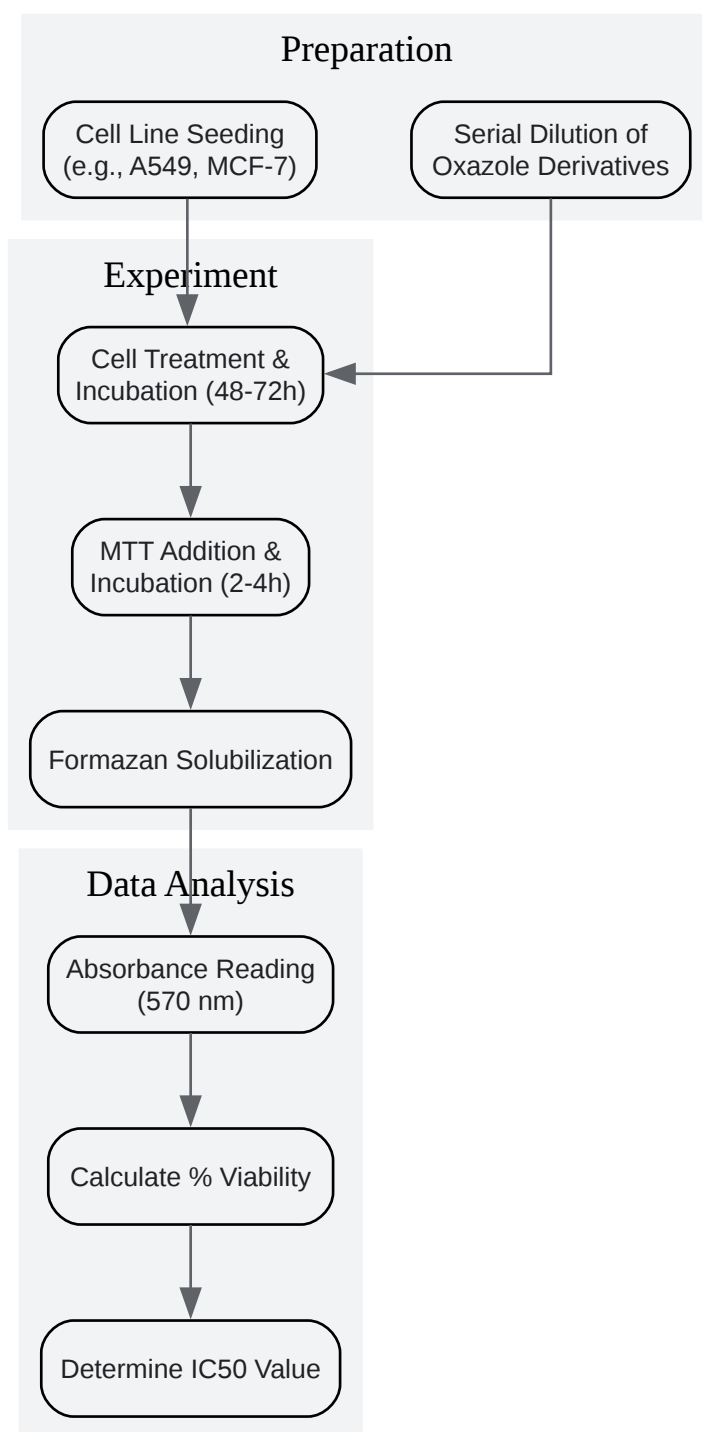 Preparation
Cell Line Seeding
(e.g., A549, MCF-7)
Serial Dilution of
Oxazole Derivatives
Experiment
Cell Treatment &
Incubation (48-72h)
MTT Addition &
Incubation (2-4h)
Formazan Solubilization
Data Analysis
Absorbance Reading
(570 nm)
Calculate % Viability
Determine IC50 Value